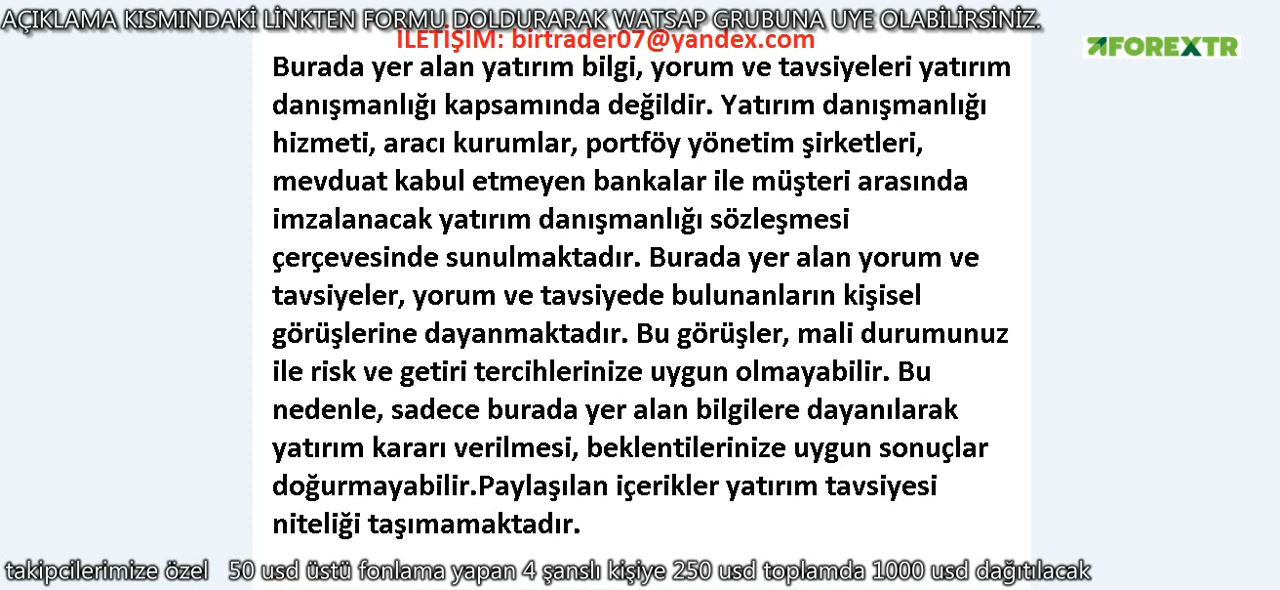 AÇIKLAMA KISMINDAKİ LİNKTEN FORMU DOLDURARAK WATSAP GRUBUNA UYE OLABİLİRSİNİZ.
İLETİŞİM: birtrader07@yandex.com
FOREXTR
Burada yer alan yatırım bilgi, yorum ve tavsiyeleri yatırım
danışmanlığı kapsamında değildir. Yatırım danışmanlığı
hizmeti, aracı kurumlar, portföy yönetim şirketleri,
mevduat kabul etmeyen bankalar ile müşteri arasında
imzalanacak yatırım danışmanlığı sözleşmesi
çerçevesinde sunulmaktadır. Burada yer alan yorum ve
tavsiyeler, yorum ve tavsiyede bulunanların kişisel
görüşlerine dayanmaktadır. Bu görüşler, mali durumunuz
ile risk ve getiri tercihlerinize uygun olmayabilir. Bu
nedenle, sadece burada yer alan bilgilere dayanılarak
yatırım kararı verilmesi, beklentilerinize uygun sonuçlar
doğurmayabilir.Paylaşılan içerikler yatırım tavsiyesi
niteliği taşımamaktadır.
takipcilerimize özel 50 usd üstü fonlama yapan 4 şanslı kişiye 250 usd toplamda 1000 usd dağıtılacak